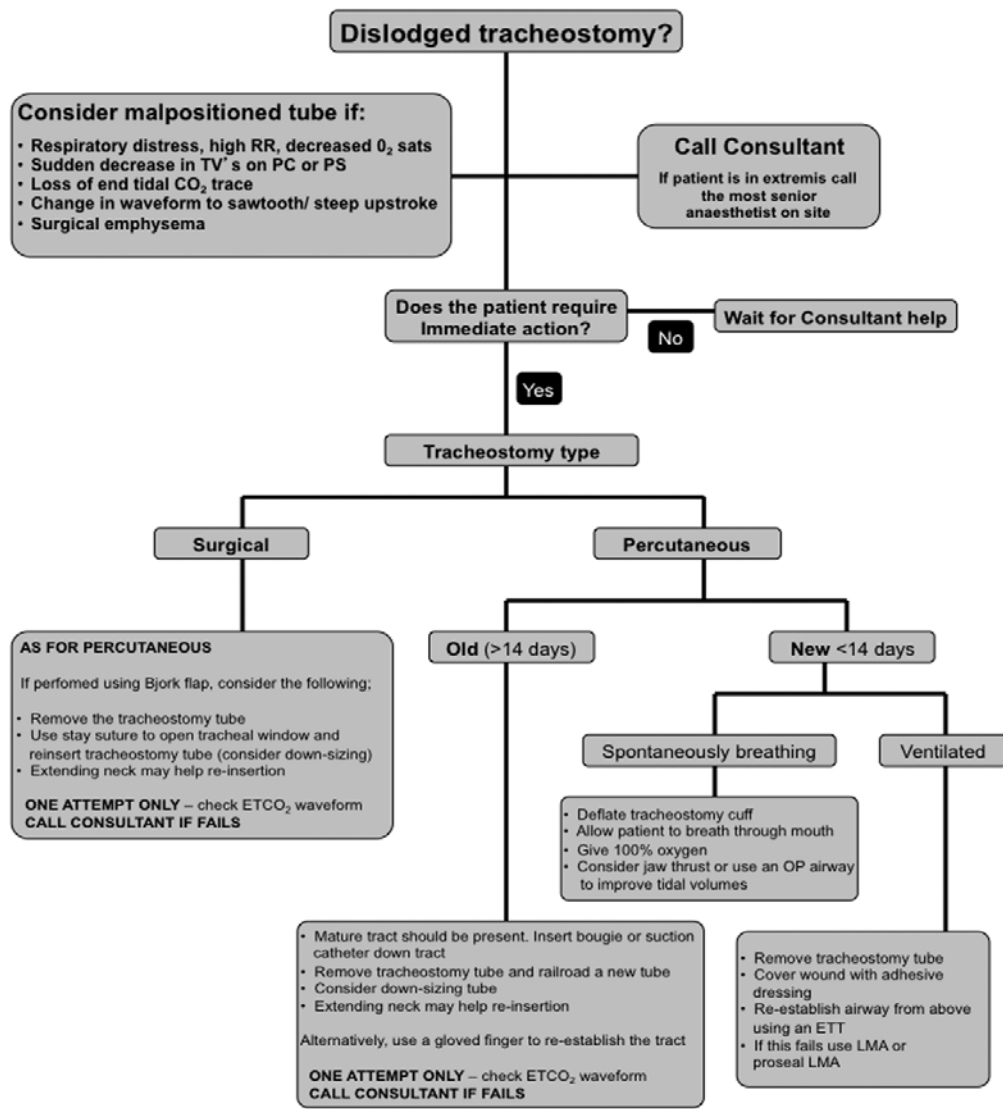 Dislodged tracheostomy?
Consider malpositioned tube if:
• Respiratory distress, high RR, decreased 0₂ sats
• Sudden decrease in TV's on PC or PS
• Loss of end tidal CO₂ trace
• Change in waveform to sawtooth/ steep upstroke
• Surgical emphysema
Call Consultant
If patient is in extremis call
the most senior
anaesthetist on site
Does the patient require
Immediate action?
No
Wait for Consultant help
Yes
Tracheostomy type
Surgical
Percutaneous
AS FOR PERCUTANEOUS
If perfomed using Bjork flap, consider the following;
• Remove the tracheostomy tube
• Use stay suture to open tracheal window and
reinsert tracheostomy tube (consider down-sizing)
• Extending neck may help re-insertion
ONE ATTEMPT ONLY – check ETCO₂ waveform
CALL CONSULTANT IF FAILS
Old (>14 days)
New <14 days
Spontaneously breathing
Ventilated
• Deflate tracheostomy cuff
• Allow patient to breath through mouth
• Give 100% oxygen
• Consider jaw thrust or use an OP airway
to improve tidal volumes
• Mature tract should be present. Insert bougie or suction
catheter down tract
• Remove tracheostomy tube and railroad a new tube
• Consider down-sizing tube
• Extending neck may help re-insertion
Alternatively, use a gloved finger to re-establish the tract
ONE ATTEMPT ONLY – check ETCO₂ waveform
CALL CONSULTANT IF FAILS
• Remove tracheostomy tube
• Cover wound with adhesive
dressing
• Re-establish airway from above
using an ETT
• If this fails use LMA or
proseal LMA